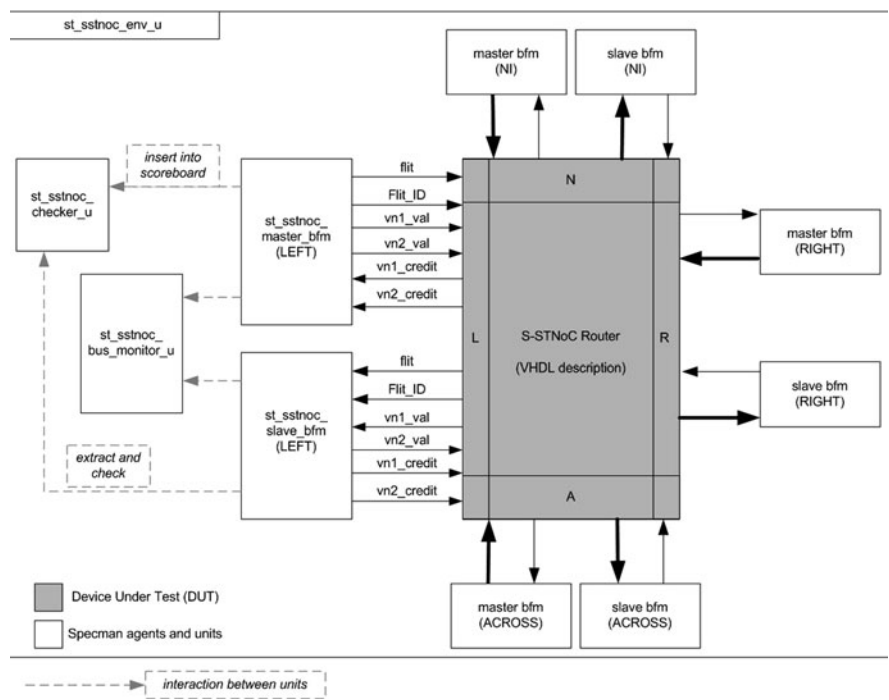 st_sstnoc_env_u
master bfm
(NI)
slave bfm
(NI)
insert into
scoreboard
st_sstnoc_
checker_u
st_sstnoc_
master_bfm
(LEFT)
flit
Flit_ID
vn1_val
vn2_val
vn1_credit
vn2_credit
N
master bfm
(RIGHT)
st_sstnoc_
bus_monitor_u
L
S-STNoC Router
(VHDL description)
R
st_sstnoc_
slave_bfm
(LEFT)
flit
Flit_ID
vn1_val
vn2_val
vn1_credit
vn2_credit
slave bfm
(RIGHT)
extract and
check
A
Device Under Test (DUT)
Specman agents and units
master bfm
(ACROSS)
slave bfm
(ACROSS)
interaction between units